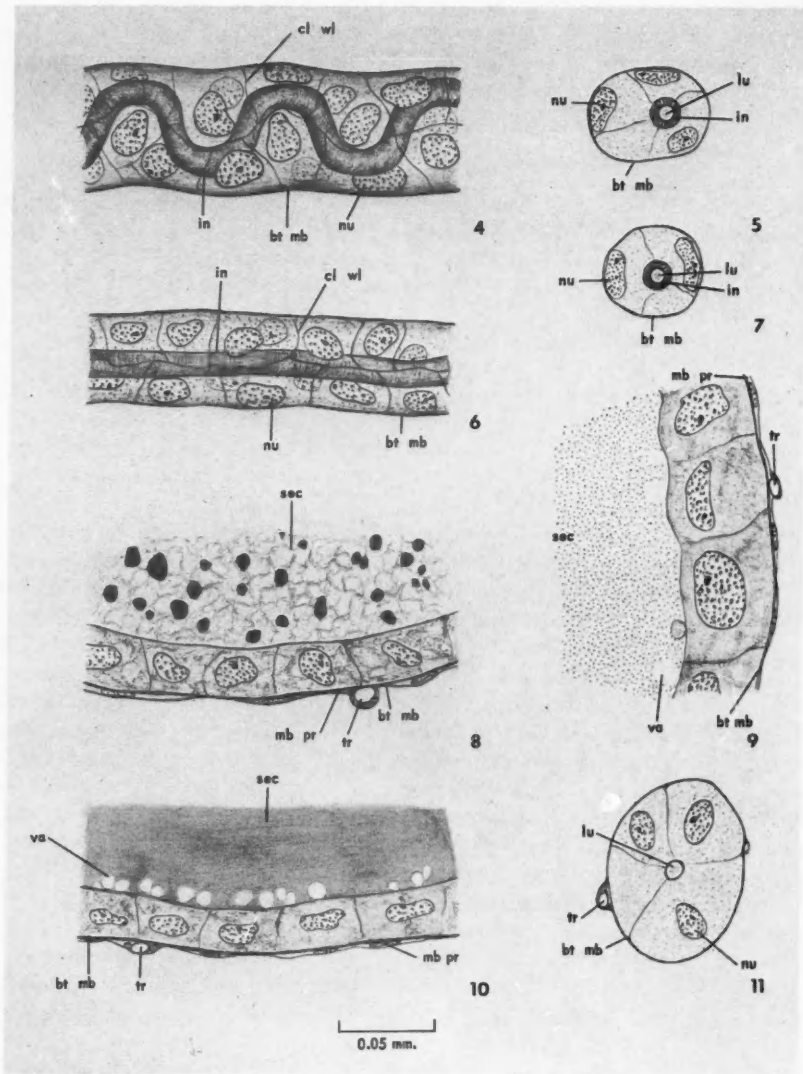 cl wl
in
bt mb
nu
4
lu
nu
in
bt mb
5
in
cl wl
nu
bt mb
6
lu
nu
in
bt mb
7
sec
mb pr
tr
bt mb
8
mb pr
tr
sec
va
bt mb
9
sec
va
bt mb
tr
mb pr
10
lu
tr
bt mb
nu
11
0.05 mm.